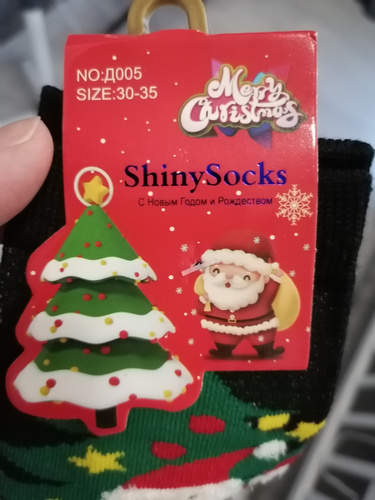 NO:Д005
SIZE:30-35
Merry
Christmas
ShinySocks
С Новым Годом и Рождеством